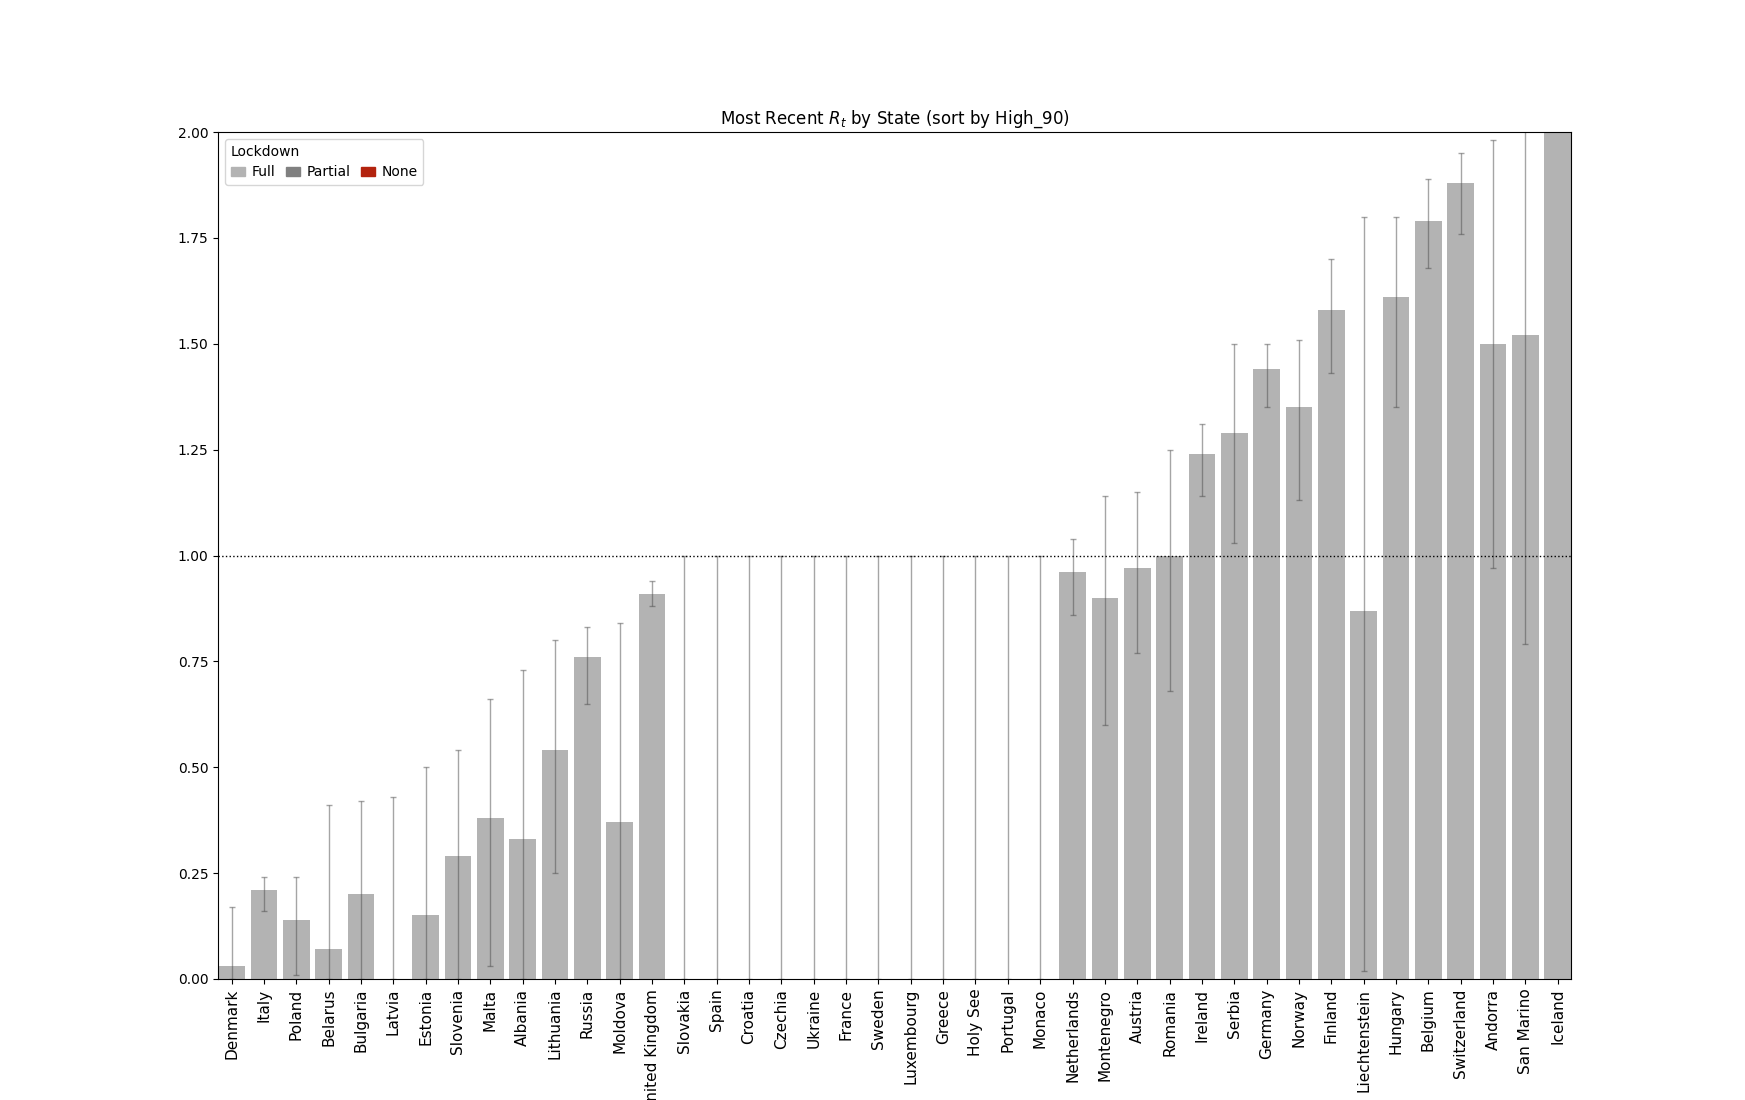 Most Recent R_t by State (sort by High_90)
Lockdown
Full Partial None
2.00
1.75
1.50
1.25
1.00
0.75
0.50
0.25
0.00
Denmark
Italy
Poland
Belarus
Bulgaria
Latvia
Estonia
Slovenia
Malta
Albania
Lithuania
Russia
Moldova
nited Kingdom
Slovakia
Spain
Croatia
Czechia
Ukraine
France
Sweden
Luxembourg
Greece
Holy See
Portugal
Monaco
Netherlands
Montenegro
Austria
Romania
Ireland
Serbia
Germany
Norway
Finland
Liechtenstein
Hungary
Belgium
Switzerland
Andorra
San Marino
Iceland